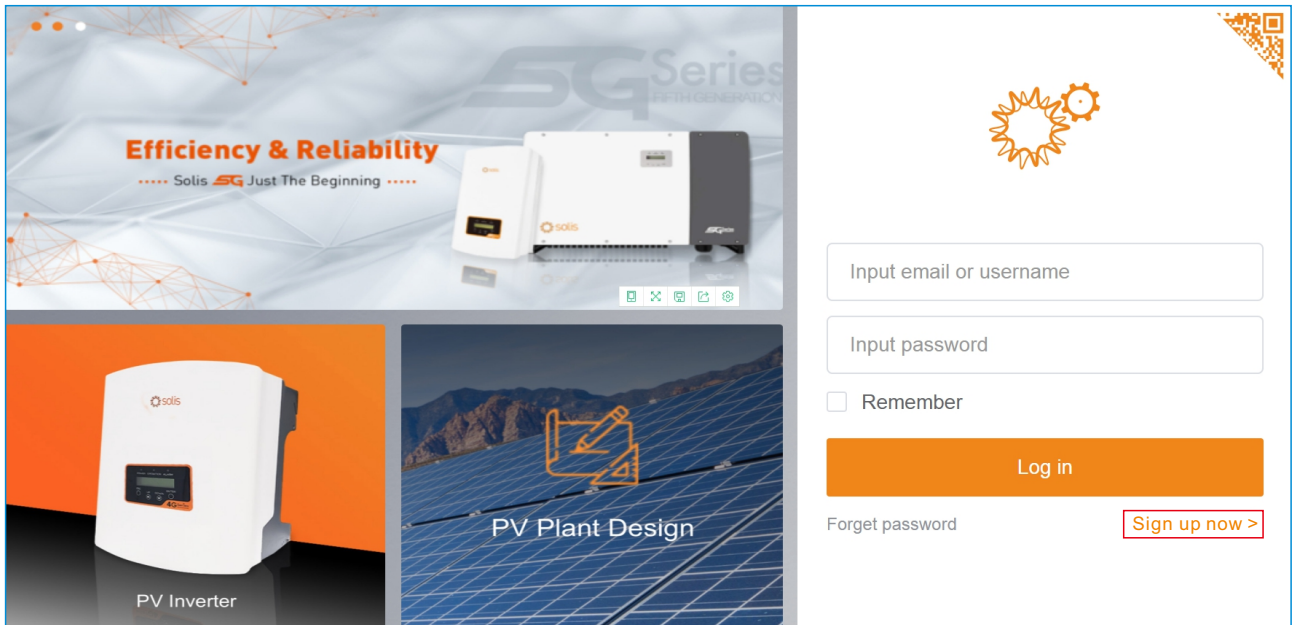 5G Series
FIFTH GENERATION
Efficiency & Reliability
····· Solis 5G Just The Beginning ·····
solis
solis
PV Inverter
PV Plant Design
Input email or username
Input password
Remember
Log in
Forget password
Sign up now >